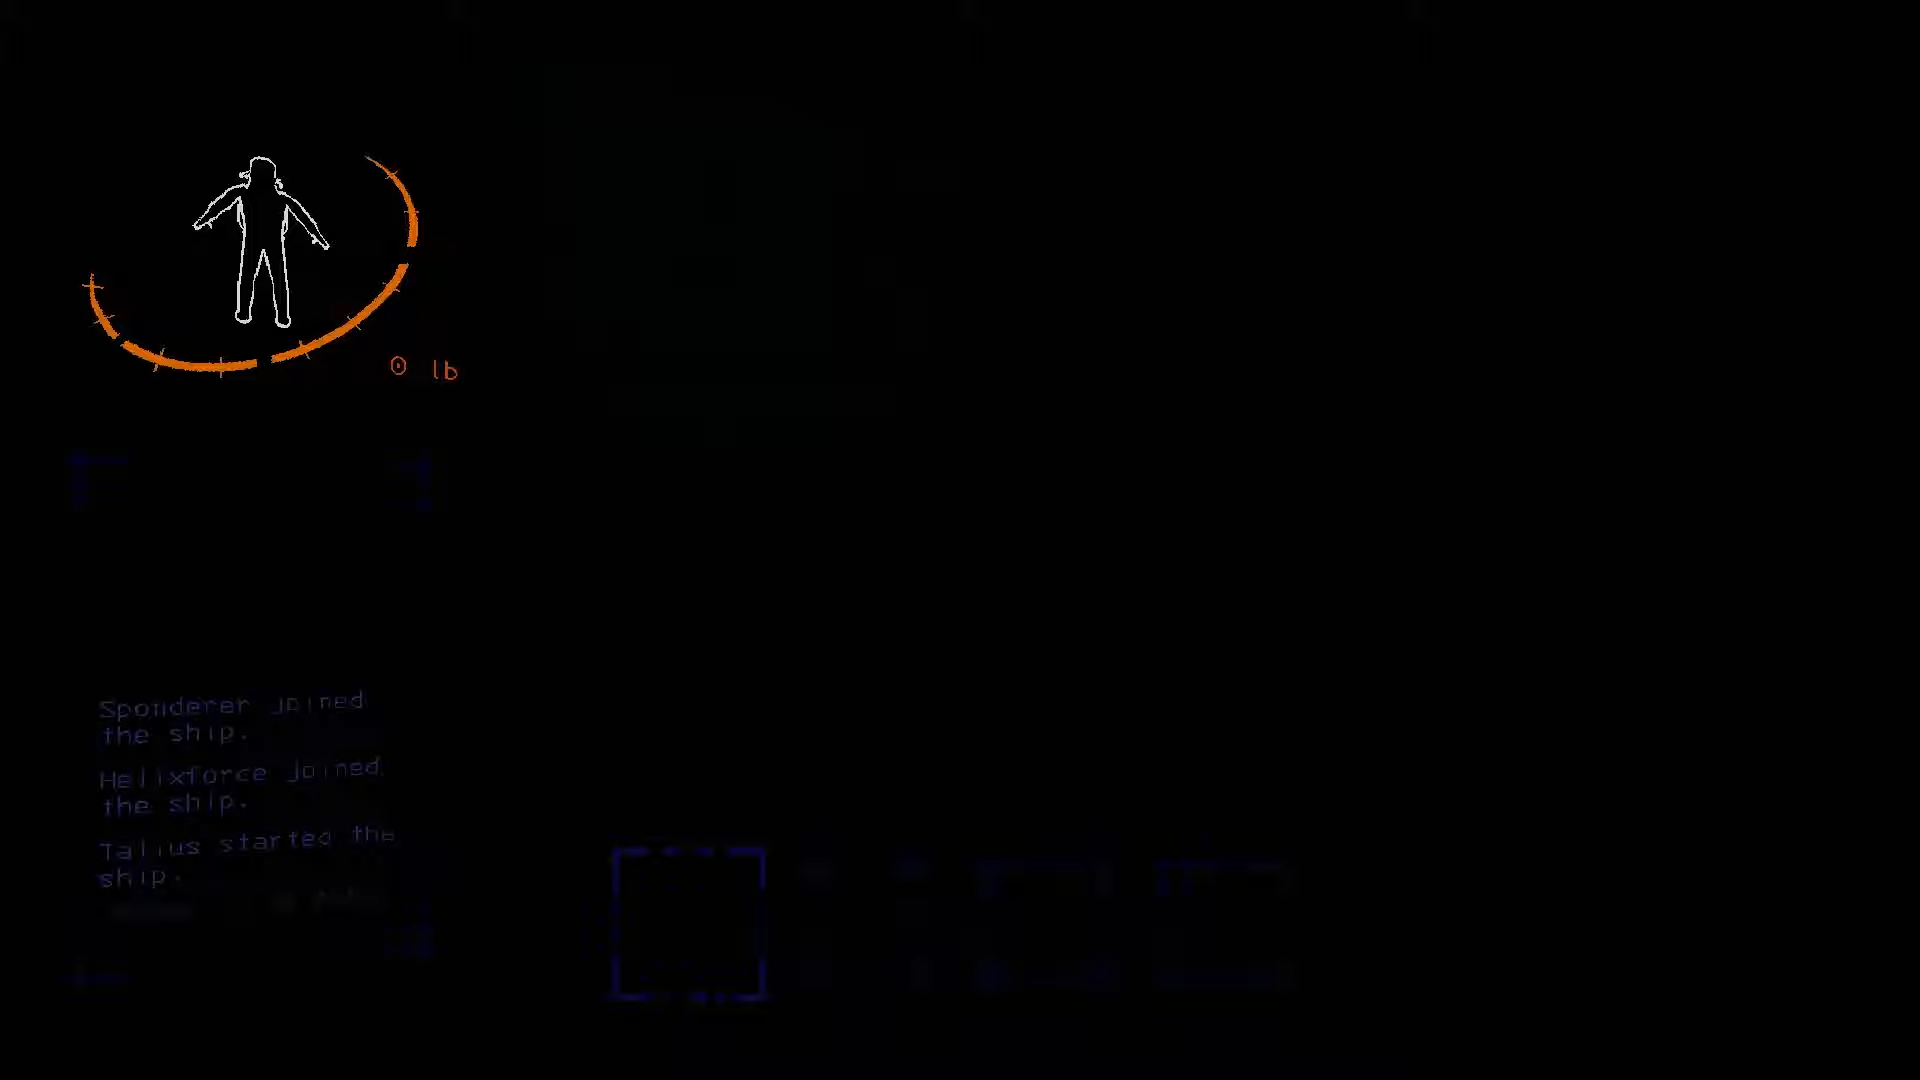 0 lb
Sponderer joined
the ship.
Helixforce joined
the ship.
Talius started the
ship.